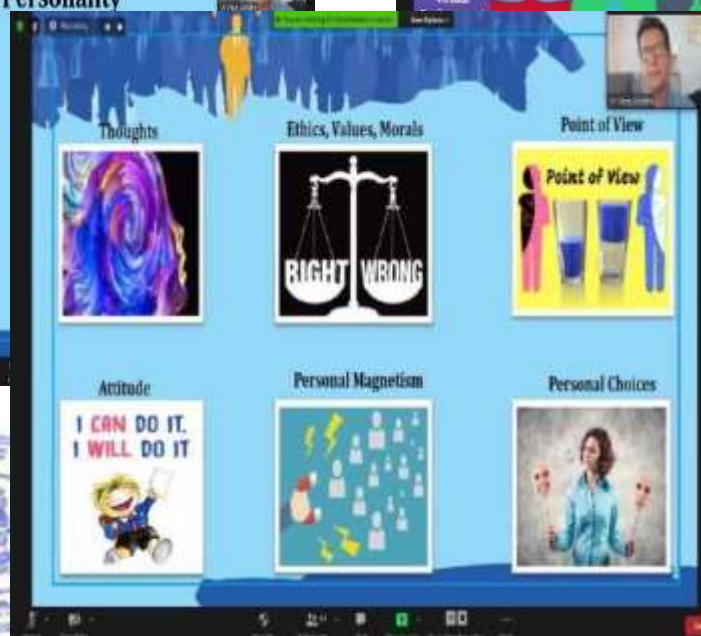 Personality
Thoughts
Ethics, Values, Morals
Point of View
Point of View
RIGHT WRONG
Attitude
Personal Magnetism
Personal Choices
I CAN DO IT.
I WILL DO IT